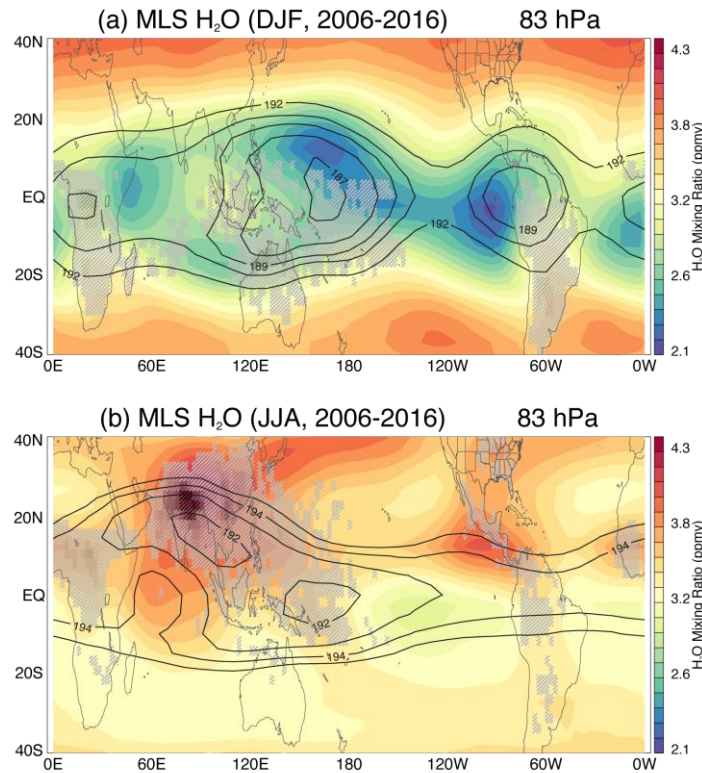 (a) MLS H₂O (DJF, 2006-2016) 83 hPa
40N
20N
EQ
20S
40S
192
192
187
192
192
189
189
192
0E 60E 120E 180 120W 60W 0W
4.3
3.8
3.2
2.6
2.1
H₂O Mixing Ratio (ppmv)
(b) MLS H₂O (JJA, 2006-2016) 83 hPa
40N
20N
EQ
20S
40S
194
192
194
192
194
194
0E 60E 120E 180 120W 60W 0W
4.3
3.8
3.2
2.6
2.1
H₂O Mixing Ratio (ppmv)